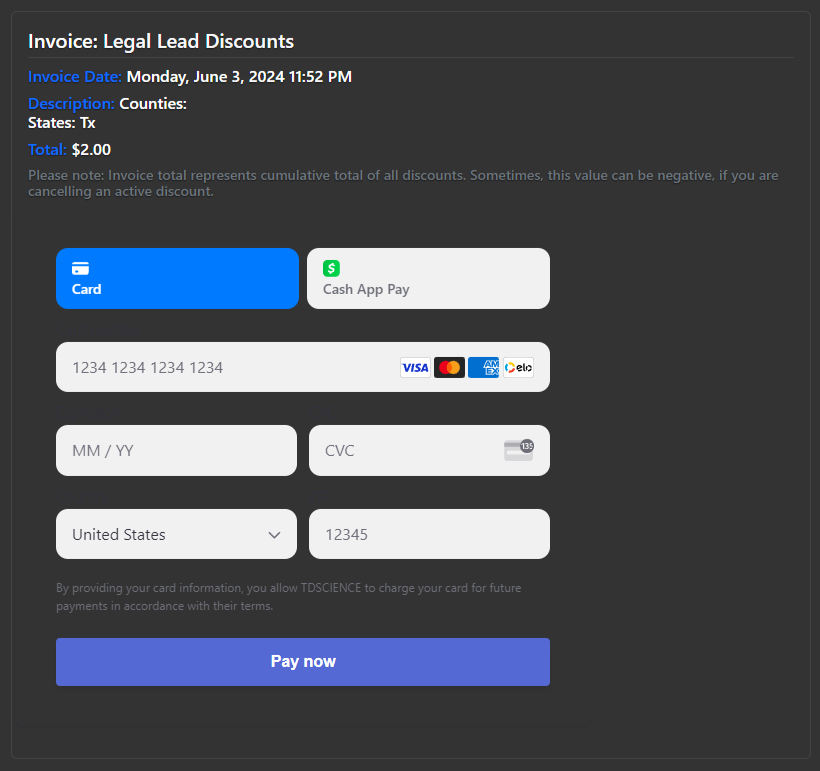 Invoice: Legal Lead Discounts
Invoice Date: Monday, June 3, 2024 11:52 PM
Description: Counties:
States: Tx
Total: $2.00
Please note: Invoice total represents cumulative total of all discounts. Sometimes, this value can be negative, if you are
cancelling an active discount.
Card
$
Cash App Pay
1234 1234 1234 1234
VISA
AM
EX
elo
MM / YY
CVC
135
United States
12345
By providing your card information, you allow TDSCIENCE to charge your card for future
payments in accordance with their terms.
Pay now